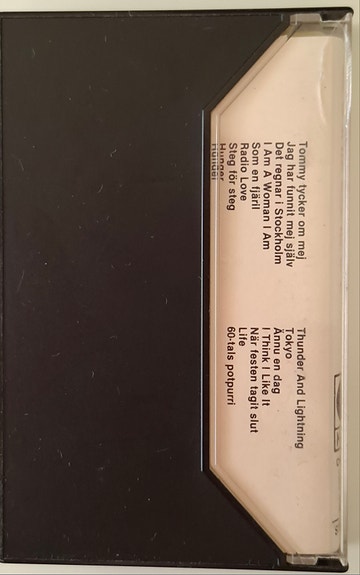 Tommy tycker om mej
Jag har funnit mej själv
Det regnar i Stockholm
I Am A Woman I Am
Som en fjäril
Radio Love
Steg för steg
Hunger
Thunder And Lightning
Tokyo
Ännu en dag
I Think I Like It
När festen tagit slut
Life
60-tals potpurri